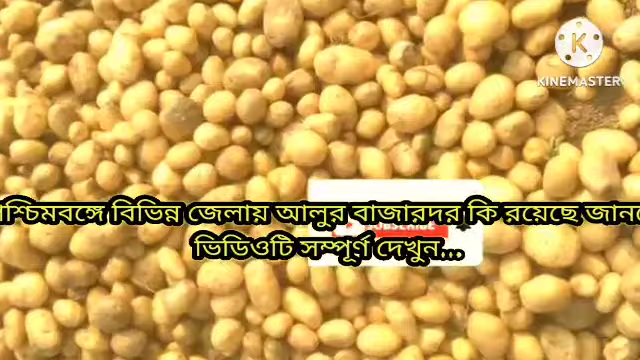 KINEMASTER
শ্চিমবঙ্গে বিভিন্ন জেলায় আলুর বাজারদর কি রয়েছে জানতে
ভিডিওটি সম্পূর্ণ দেখুন...